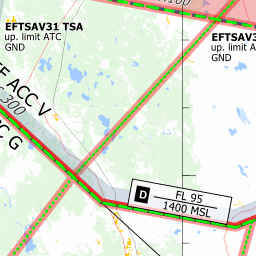 EFTSAV31 TSA
up. limit ATC
GND
EFTSAV3
up. limit A
GND
ACC V
300
C G
D
FL 95
1400 MSL